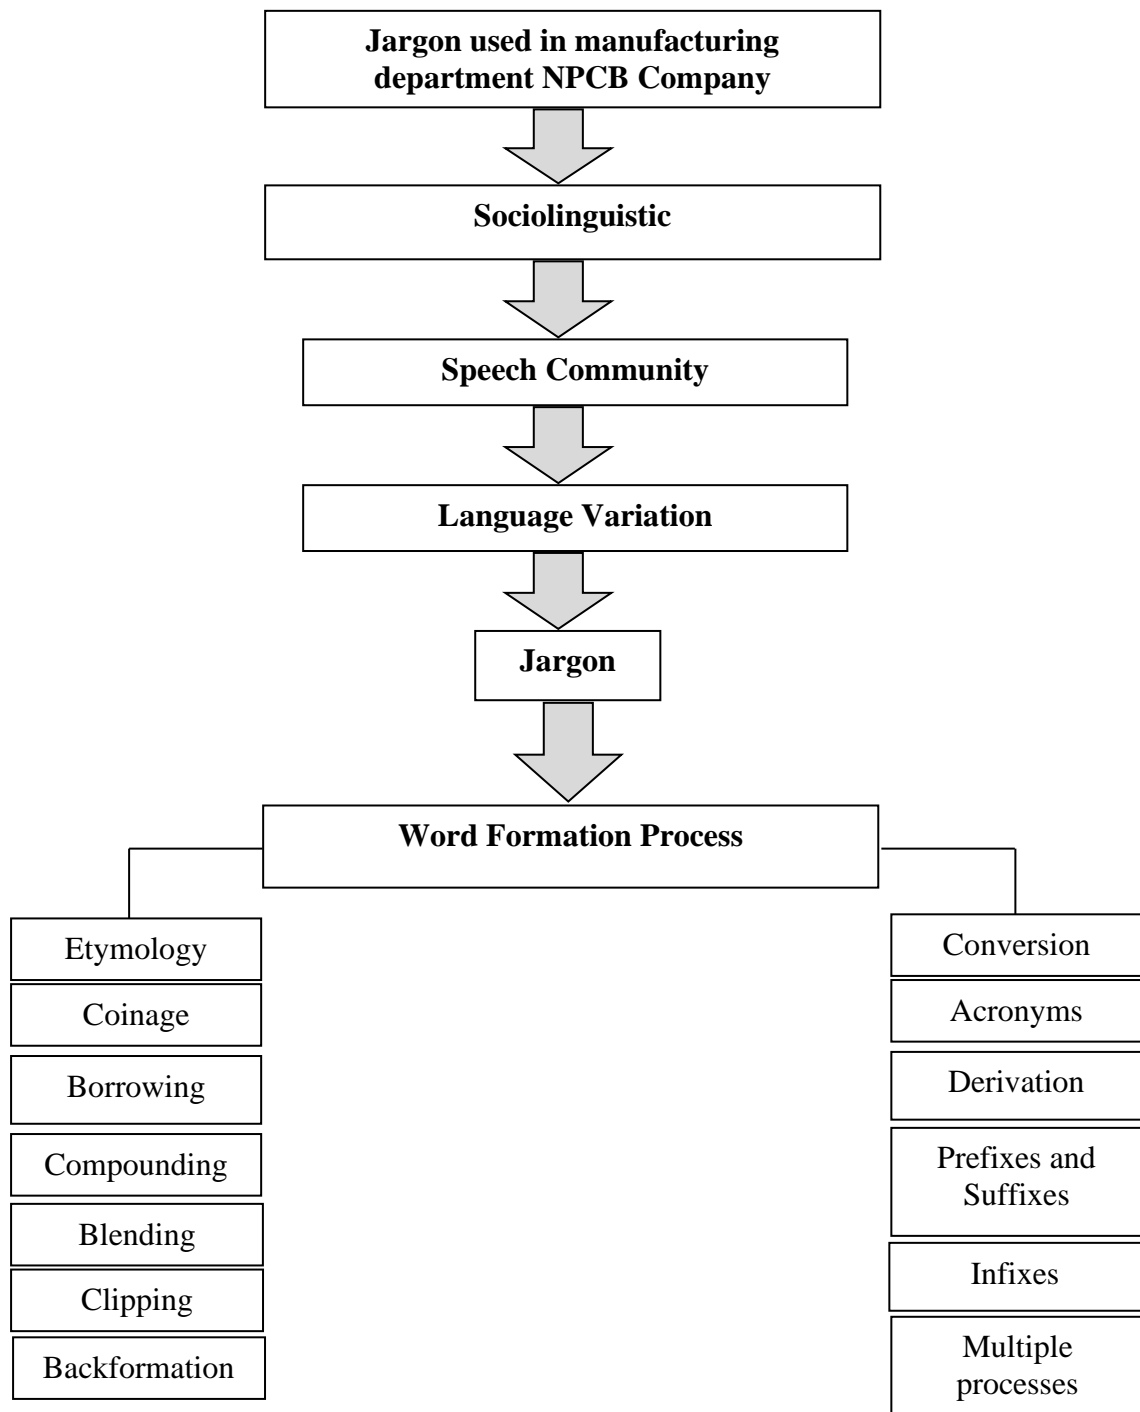 Jargon used in manufacturing
department NPCB Company
Sociolinguistic
Speech Community
Language Variation
Jargon
Word Formation Process
Etymology
Coinage
Borrowing
Compounding
Blending
Clipping
Backformation
Conversion
Acronyms
Derivation
Prefixes and
Suffixes
Infixes
Multiple
processes